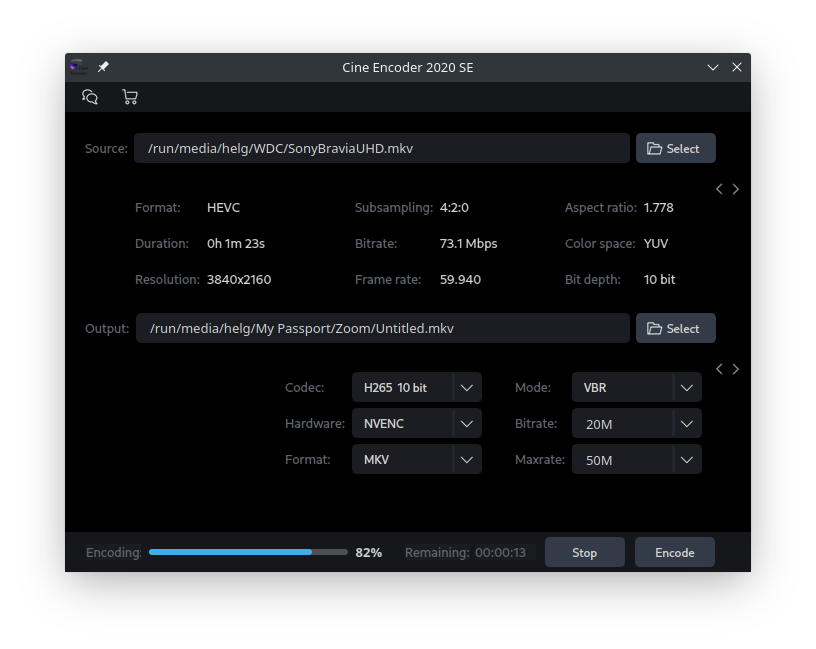 Cine Encoder 2020 SE
Source: /run/media/helg/WDC/SonyBraviaUHD.mkv Select
Format: HEVC Subsampling: 4:2:0 Aspect ratio: 1.778
Duration: 0h 1m 23s Bitrate: 73.1 Mbps Color space: YUV
Resolution: 3840x2160 Frame rate: 59.940 Bit depth: 10 bit
Output: /run/media/helg/My Passport/Zoom/Untitled.mkv Select
Codec: H265 10 bit Mode: VBR
Hardware: NVENC Bitrate: 20M
Format: MKV Maxrate: 50M
Encoding: 82% Remaining: 00:00:13 Stop Encode